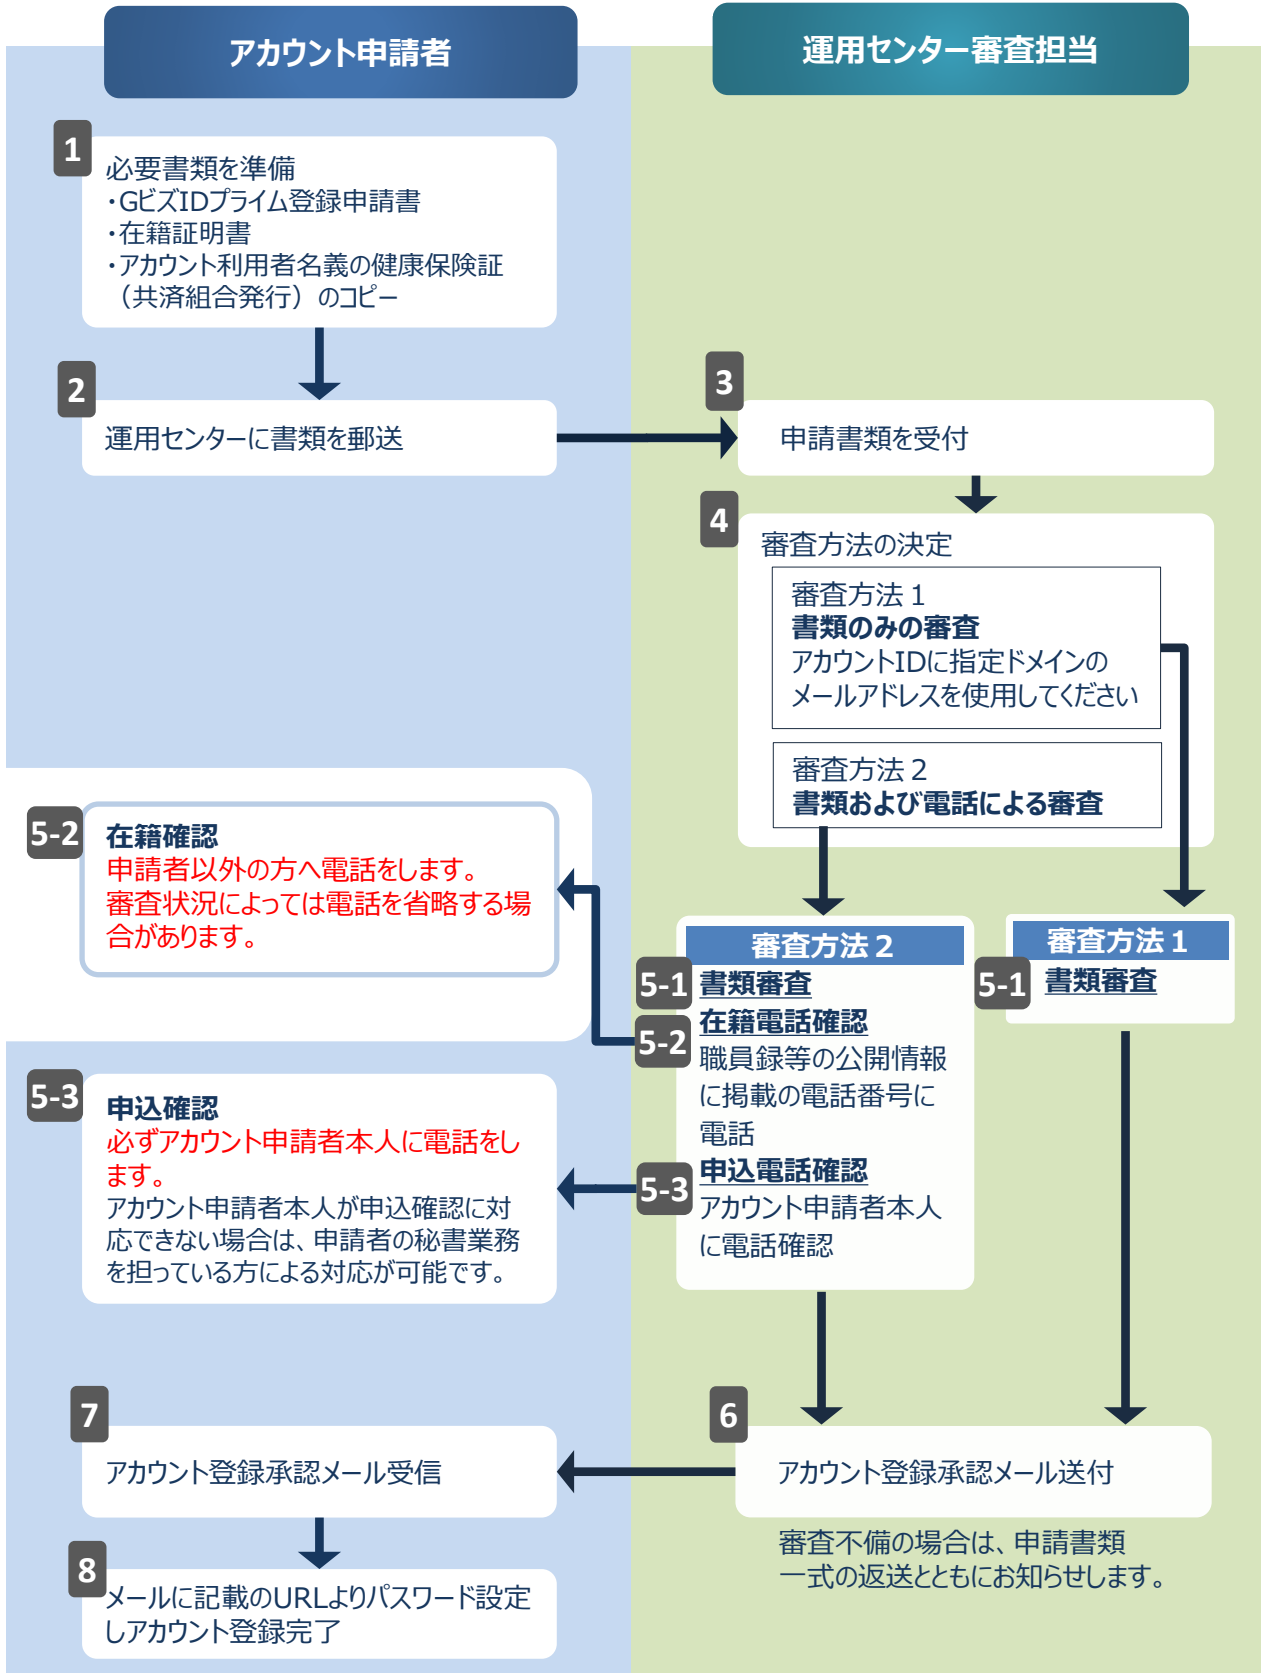 アカウント申請者
運用センター審査担当
1
必要書類を準備
・GビズIDプライム登録申請書
・在籍証明書
・アカウント利用者名義の健康保険証
（共済組合発行）のコピー
2
運用センターに書類を郵送
3
申請書類を受付
4
審査方法の決定
審査方法１
書類のみの審査
アカウントIDに指定ドメインの
メールアドレスを使用してください
審査方法２
書類および電話による審査
審査方法２
5-1
書類審査
5-2
在籍電話確認
職員録等の公開情報
に掲載の電話番号に
電話
5-3
申込電話確認
アカウント申請者本人
に電話確認
審査方法１
5-1
書類審査
5-2
在籍確認
申請者以外の方へ電話をします。
審査状況によっては電話を省略する場
合があります。
5-3
申込確認
必ずアカウント申請者本人に電話をし
ます。
アカウント申請者本人が申込確認に対
応できない場合は、申請者の秘書業務
を担っている方による対応が可能です。
6
アカウント登録承認メール送付
審査不備の場合は、申請書類
一式の返送とともにお知らせします。
7
アカウント登録承認メール受信
8
メールに記載のURLよりパスワード設定
しアカウント登録完了